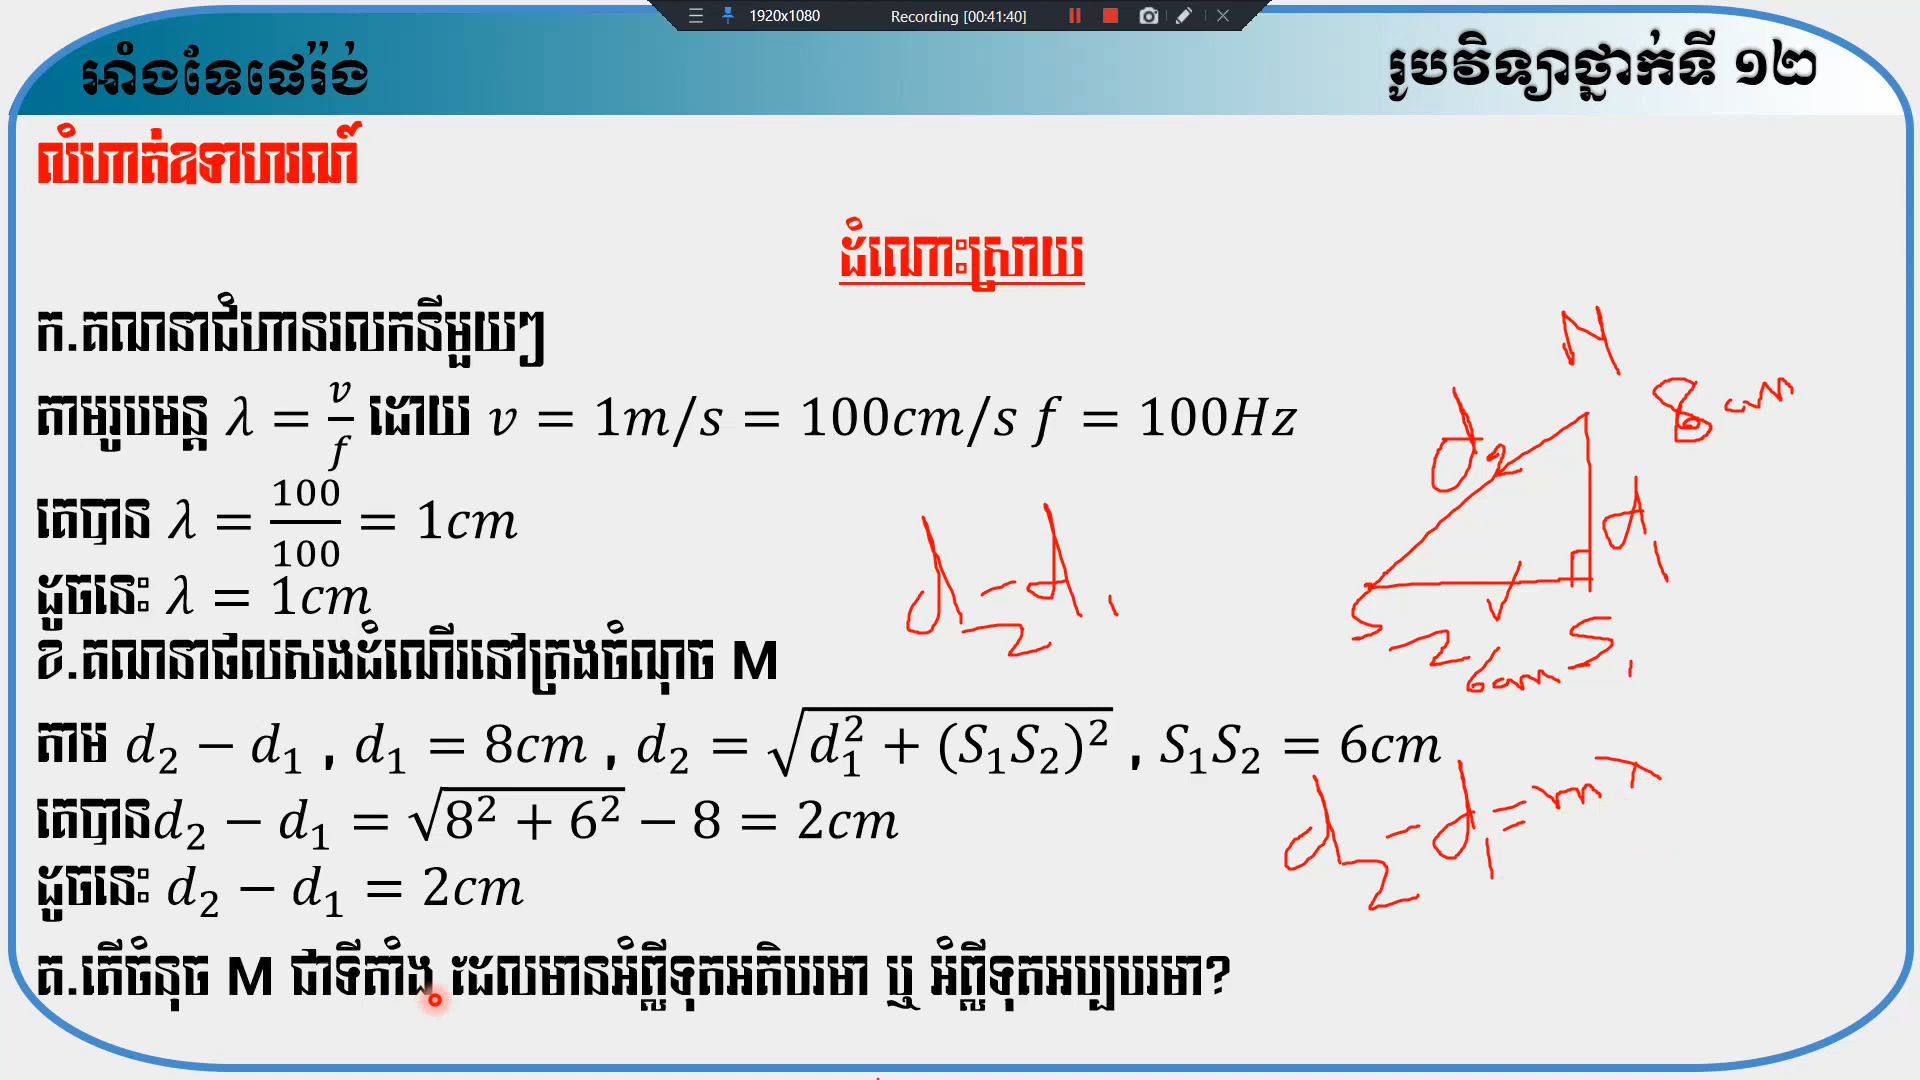 1920x1080 Recording [00:41:40]
អាំងទែផេរ៉ង់
រូបវិទ្យាថ្នាក់ទី ១២
លំហាត់ឧទាហរណ៍
ដំណោះស្រាយ
ក.គណនាជំហានរលកនីមួយៗ
តាមរូបមន្ត λ = v/f ដោយ v = 1m/s = 100cm/s f = 100Hz
គេបាន λ = 100/100 = 1cm
ដូចនេះ λ = 1cm
ខ.គណនាផលសងដំណើរនៅត្រង់ចំណុច M
តាម d₂ − d₁ , d₁ = 8cm , d₂ = √(d₁² + (S₁S₂)²) , S₁S₂ = 6cm
គេបានd₂ − d₁ = √(8² + 6²) − 8 = 2cm
ដូចនេះ d₂ − d₁ = 2cm
គ.តើចំនុច M ជាទីតាំង ដែលមានអំព្លីទុតអតិបរមា ឬ អំព្លីទុតអប្បបរមា?
8cm
d₂
d₁
d₂ − d₁
S₂ 6cm S₁
d₂ − d₁ = mλ